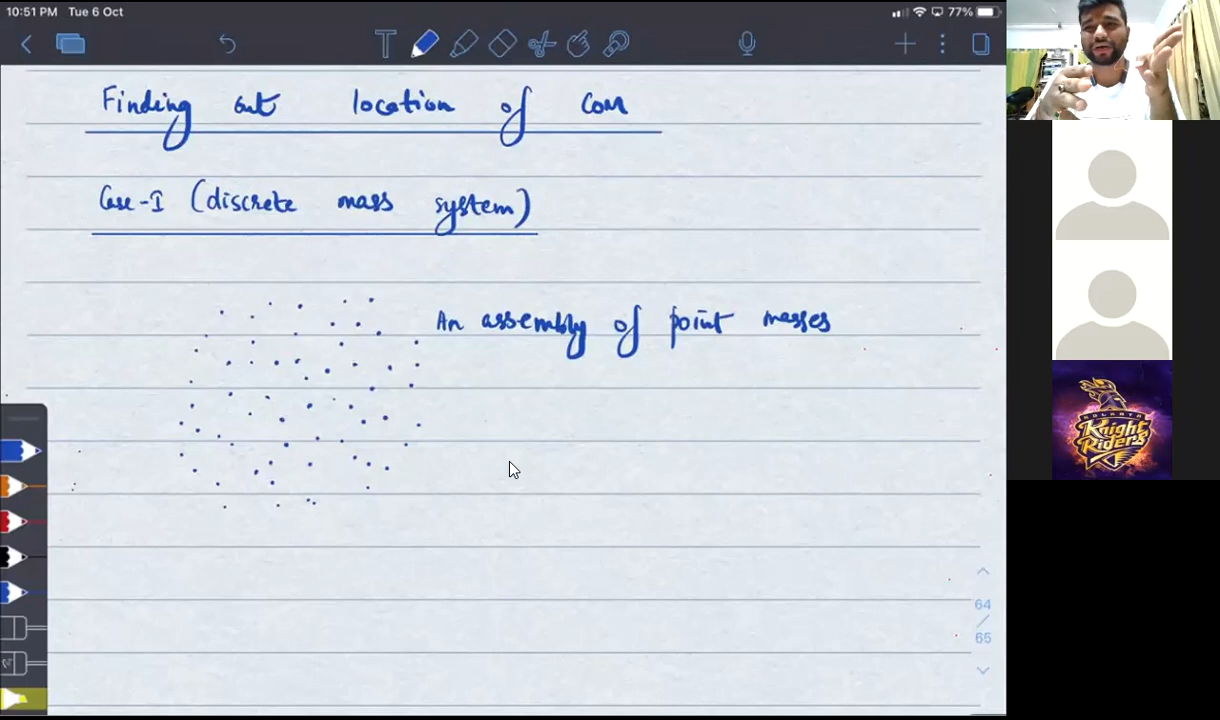 10:51 PM Tue 6 Oct
77%
T
Finding out location of COM
Case-I (discrete mass system)
An assembly of point masses
64
/
65
KOLKATA
Knight
Riders